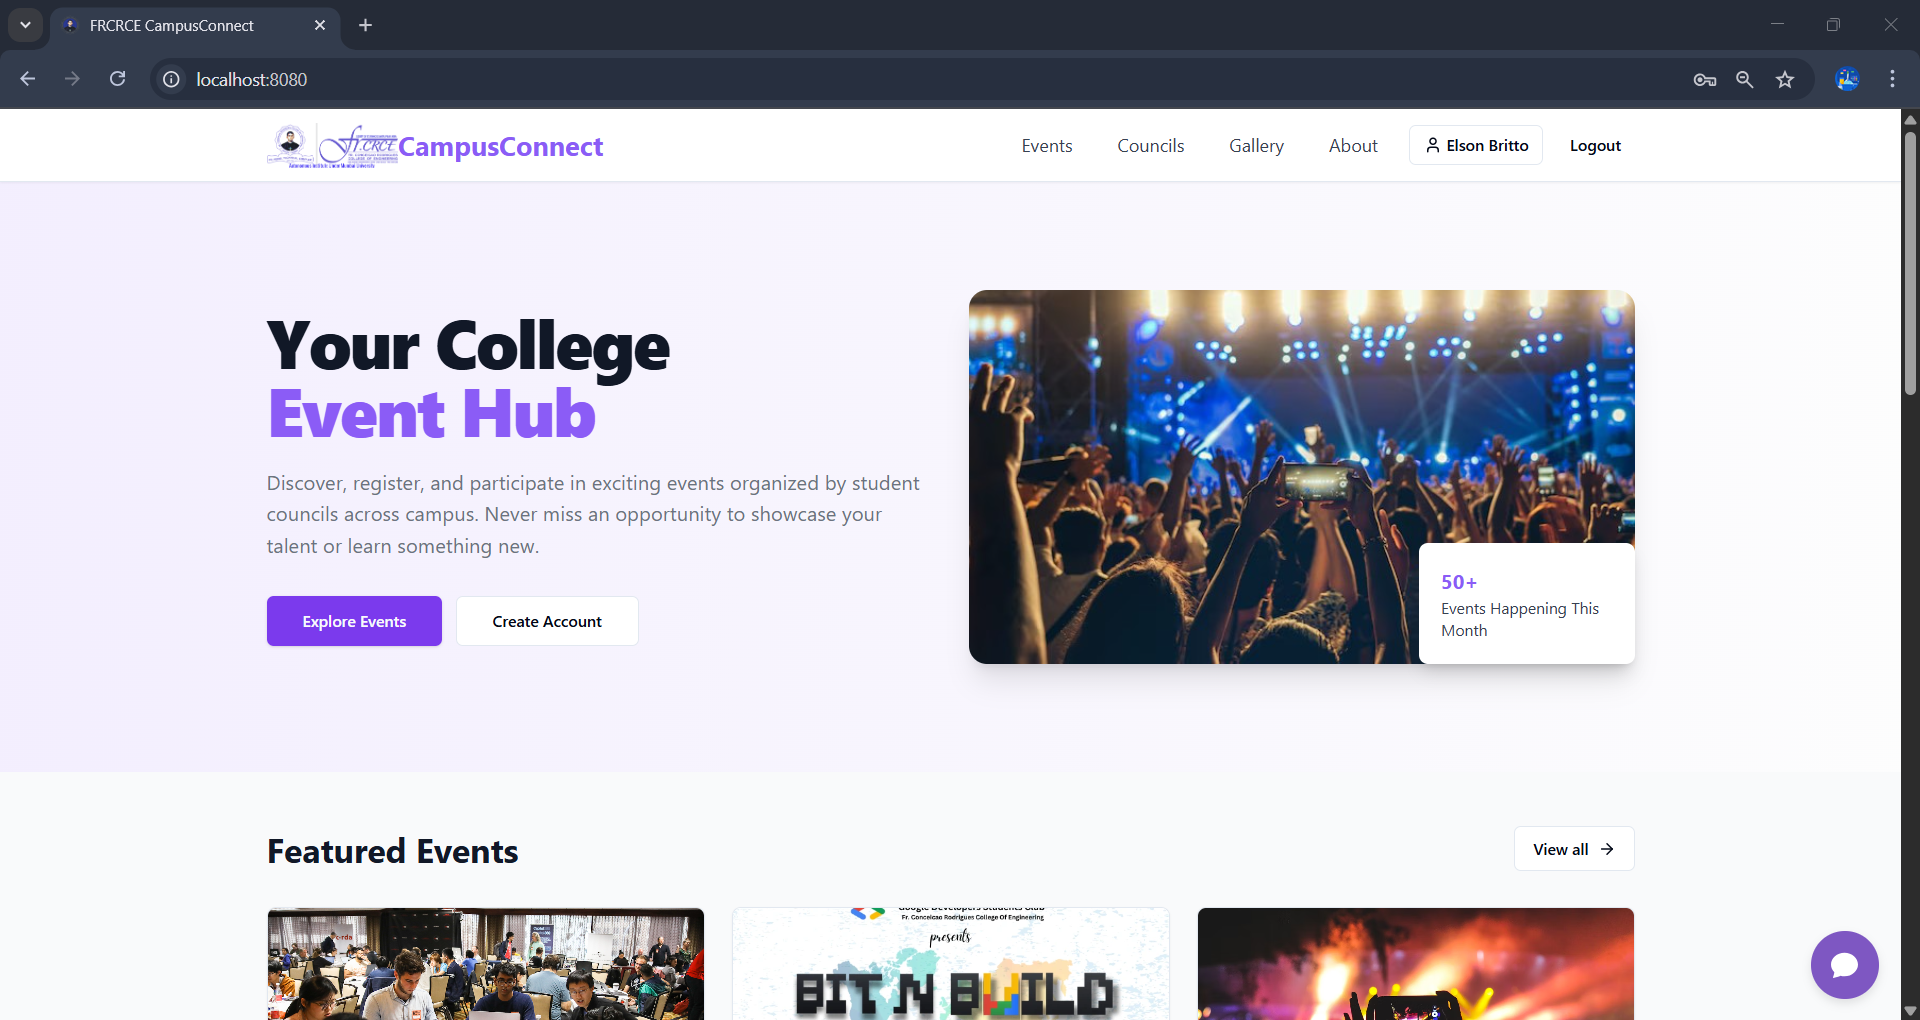 FRCRCE CampusConnect
localhost:8080
fr.CRCE
CampusConnect
Events
Councils
Gallery
About
Elson Britto
Logout
Your College
Event Hub
Discover, register, and participate in exciting events organized by student
councils across campus. Never miss an opportunity to showcase your
talent or learn something new.
Explore Events
Create Account
50+
Events Happening This
Month
Featured Events
View all
Fr. Conceicao Rodrigues College Of Engineering
presents
BIT N BUILD